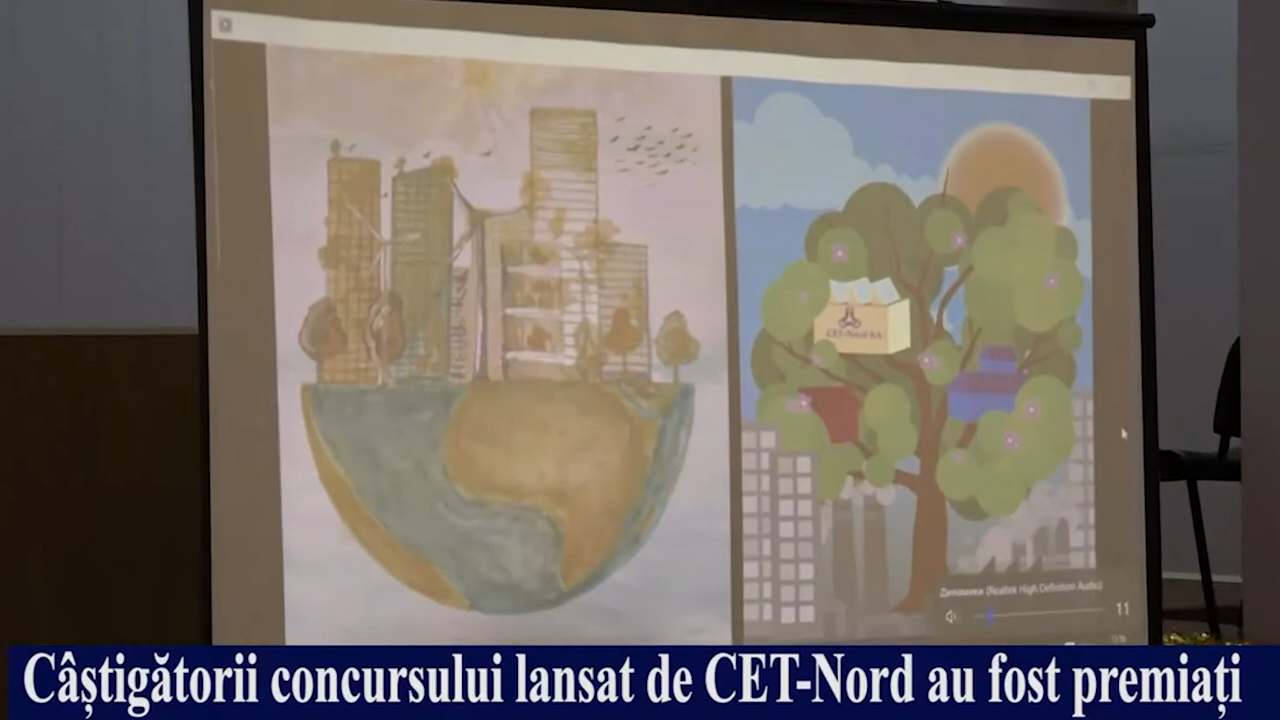 CET-Nord SA
Динамики (Realtek High Definition Audio)
11
Câștigătorii concursului lansat de CET-Nord au fost premiați